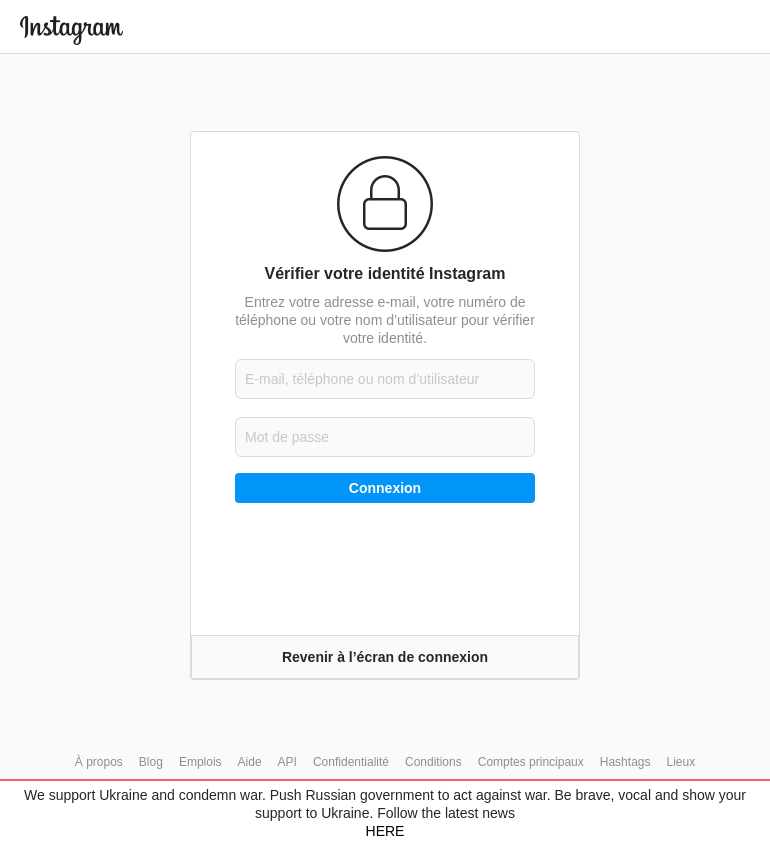 Instagram
Vérifier votre identité Instagram
Entrez votre adresse e-mail, votre numéro de
téléphone ou votre nom d’utilisateur pour vérifier
votre identité.
E-mail, téléphone ou nom d’utilisateur
Mot de passe
Connexion
Revenir à l’écran de connexion
À propos Blog Emplois Aide API Confidentialité Conditions Comptes principaux Hashtags Lieux
We support Ukraine and condemn war. Push Russian government to act against war. Be brave, vocal and show your
support to Ukraine. Follow the latest news
HERE